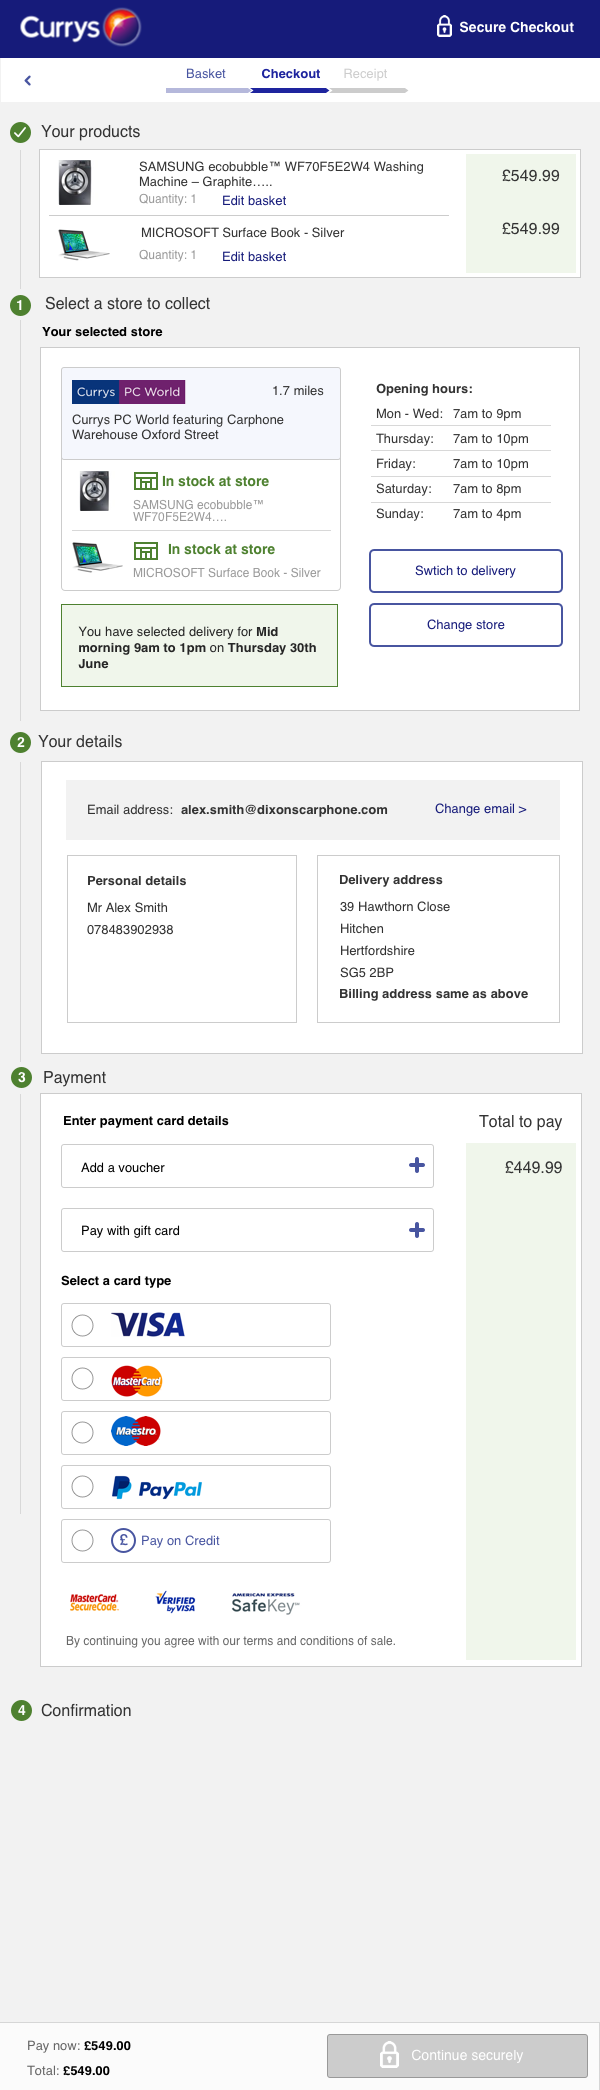 Currys
Secure Checkout
Basket Checkout Receipt
Your products
SAMSUNG ecobubble™ WF70F5E2W4 Washing
Machine – Graphite..... £549.99
Quantity: 1 Edit basket
MICROSOFT Surface Book - Silver £549.99
Quantity: 1 Edit basket
1 Select a store to collect
Your selected store
Currys PC World 1.7 miles
Currys PC World featuring Carphone
Warehouse Oxford Street
In stock at store
SAMSUNG ecobubble™
WF70F5E2W4....
In stock at store
MICROSOFT Surface Book - Silver
You have selected delivery for Mid
morning 9am to 1pm on Thursday 30th
June
Opening hours:
Mon - Wed: 7am to 9pm
Thursday: 7am to 10pm
Friday: 7am to 10pm
Saturday: 7am to 8pm
Sunday: 7am to 4pm
Swtich to delivery
Change store
2 Your details
Email address: alex.smith@dixonscarphone.com Change email >
Personal details
Mr Alex Smith
078483902938
Delivery address
39 Hawthorn Close
Hitchen
Hertfordshire
SG5 2BP
Billing address same as above
3 Payment
Enter payment card details
Total to pay
£449.99
Add a voucher
Pay with gift card
Select a card type
VISA
MasterCard
Maestro
PayPal
£ Pay on Credit
MasterCard.
SecureCode.
VERIFIED
by VISA
AMERICAN EXPRESS
SafeKey™
By continuing you agree with our terms and conditions of sale.
4 Confirmation
Pay now: £549.00
Total: £549.00
Continue securely